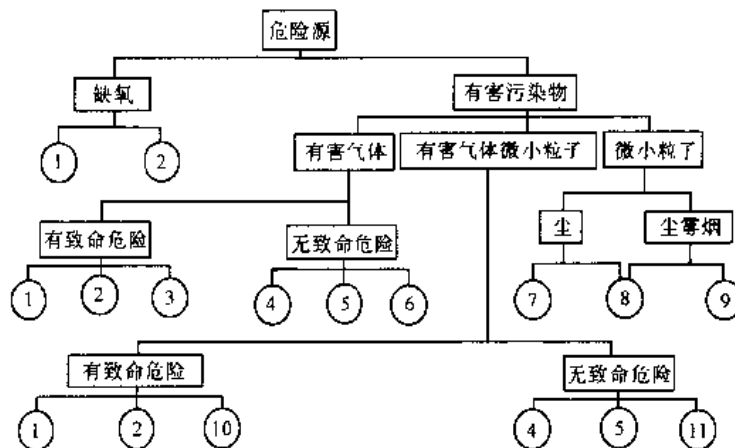 危险源
缺氧
有害污染物
1
2
有害气体
有害气体微小粒子
微小粒了
有致命危险
无致命危险
尘
尘雾烟
1
2
3
4
5
6
7
8
9
有致命危险
无致命危险
1
2
10
4
5
11